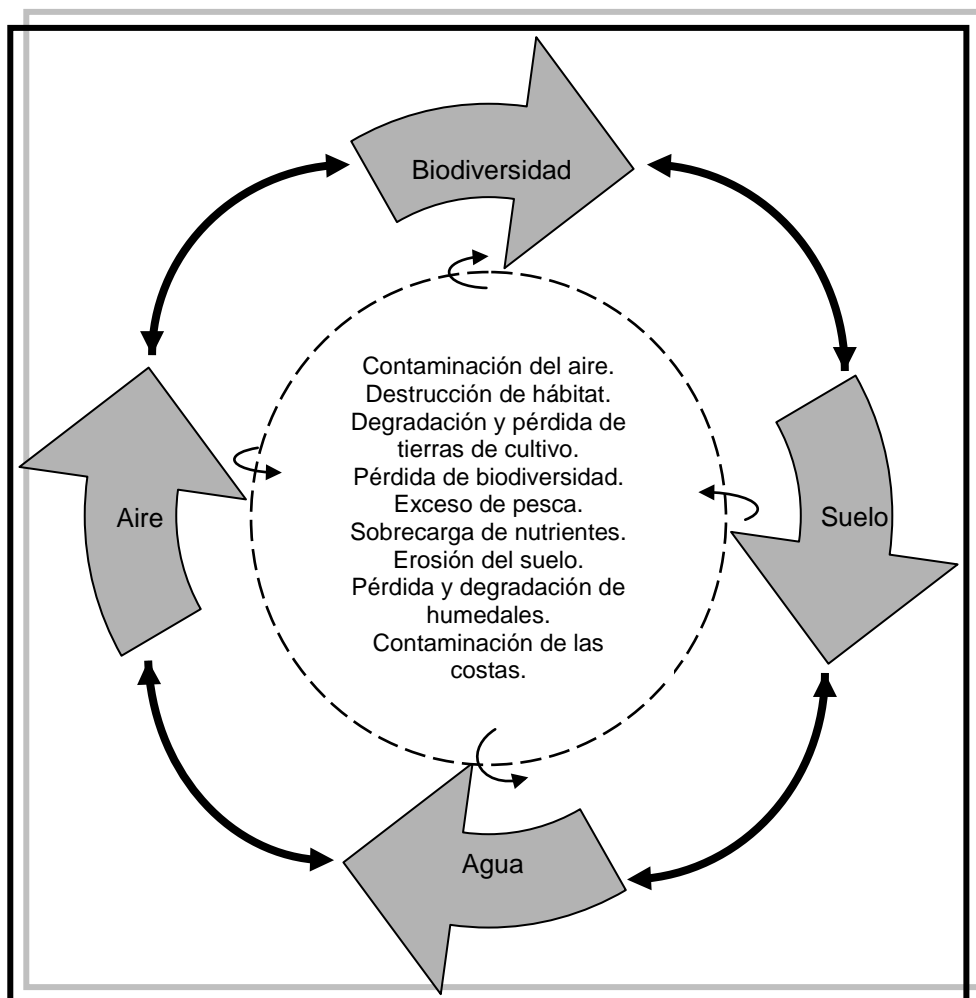 Biodiversidad
Contaminación del aire.
Destrucción de hábitat.
Degradación y pérdida de
tierras de cultivo.
Pérdida de biodiversidad.
Exceso de pesca.
Sobrecarga de nutrientes.
Erosión del suelo.
Pérdida y degradación de
humedales.
Contaminación de las
costas.
Aire
Suelo
Agua